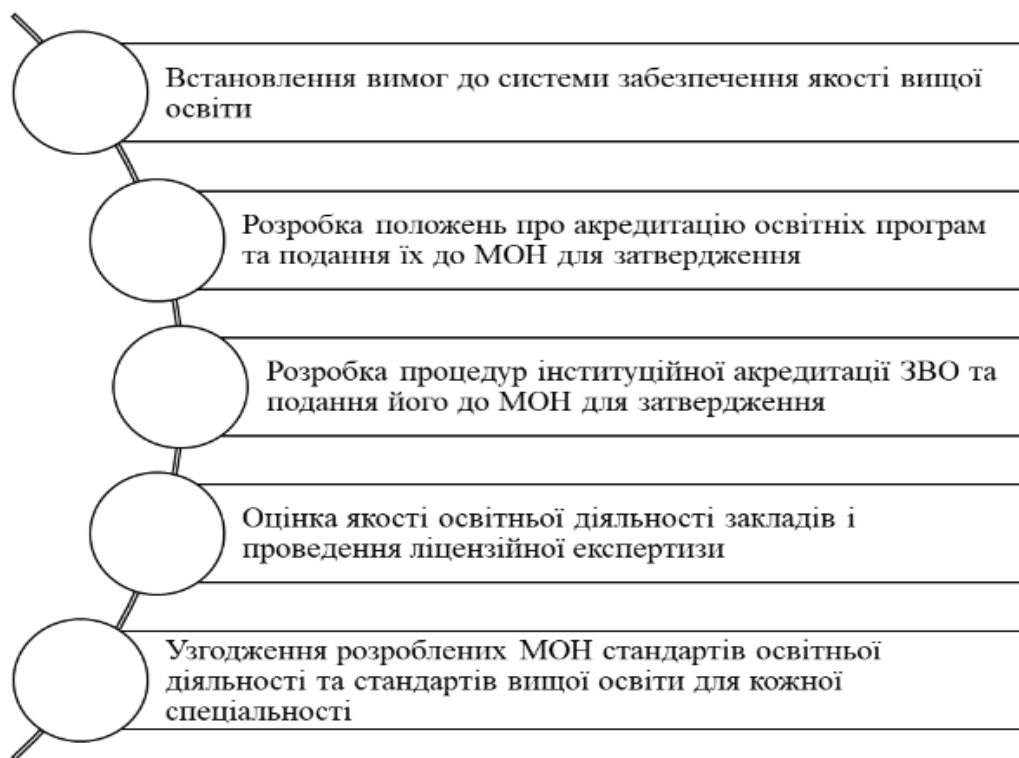 Встановлення вимог до системи забезпечення якості вищої
освіти
Розробка положень про акредитацію освітніх програм
та подання їх до МОН для затвердження
Розробка процедур інституційної акредитації ЗВО та
подання його до МОН для затвердження
Оцінка якості освітньої діяльності закладів і
проведення ліцензійної експертизи
Узгодження розроблених МОН стандартів освітньої
діяльності та стандартів вищої освіти для кожної
спеціальності